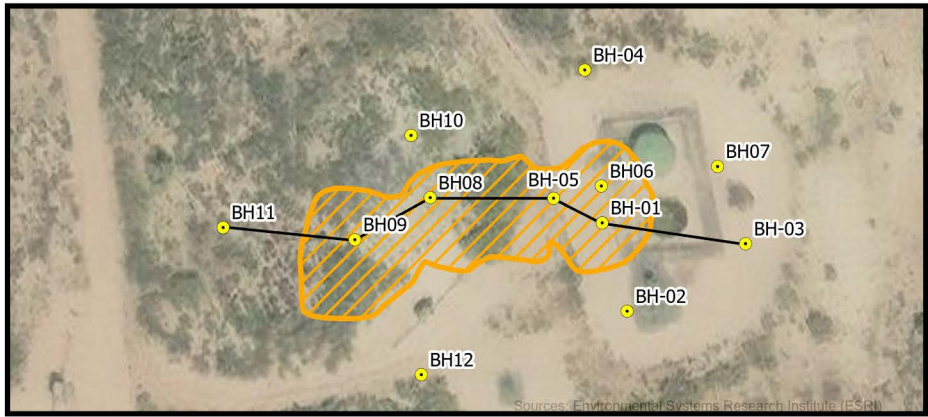 BH-04
BH10
BH07
BH08
BH-05
BH06
BH11
BH09
BH-01
BH-03
BH-02
BH12
Sources: Environmental Systems Research Institute (ESRI)